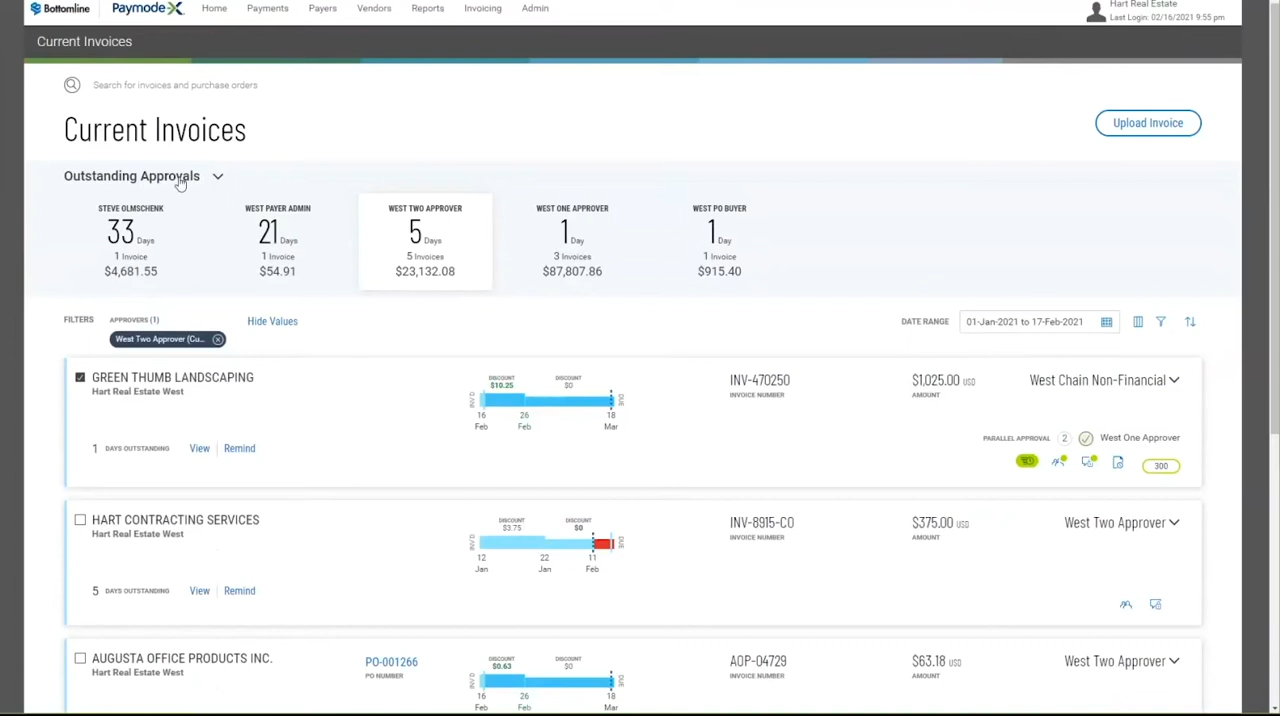 Bottomline Paymode-X Home Payments Payers Vendors Reports Invoicing Admin Hart Real Estate
Last Login: 02/16/2021 9:55 pm
Current Invoices
Search for invoices and purchase orders
Current Invoices
Upload Invoice
Outstanding Approvals
STEVE OLMSCHENK
33 Days
1 Invoice
$4,681.55
WEST PAYER ADMIN
21 Days
1 Invoice
$54.91
WEST TWO APPROVER
5 Days
5 Invoices
$23,132.08
WEST ONE APPROVER
1 Day
3 Invoices
$87,807.86
WEST PO BUYER
1 Day
1 Invoice
$915.40
FILTERS APPROVERS (1) Hide Values DATE RANGE 01-Jan-2021 to 17-Feb-2021
West Two Approver (Cu...
GREEN THUMB LANDSCAPING
Hart Real Estate West
DISCOUNT
$10.25
DISCOUNT
$0
INV'D
DUE
16
Feb
26
Feb
18
Mar
INV-470250
INVOICE NUMBER
$1,025.00 USD
AMOUNT
West Chain Non-Financial
1 DAYS OUTSTANDING View Remind
PARALLEL APPROVAL 2 West One Approver
300
HART CONTRACTING SERVICES
Hart Real Estate West
DISCOUNT
$3.75
DISCOUNT
$0
INV'D
DUE
12
Jan
22
Jan
11
Feb
INV-8915-CO
INVOICE NUMBER
$375.00 USD
AMOUNT
West Two Approver
5 DAYS OUTSTANDING View Remind
AUGUSTA OFFICE PRODUCTS INC.
Hart Real Estate West
PO-001266
PO NUMBER
DISCOUNT
$0.63
DISCOUNT
$0
INV'D
DUE
16
Feb
26
Feb
18
Mar
AOP-04729
INVOICE NUMBER
$63.18 USD
AMOUNT
West Two Approver